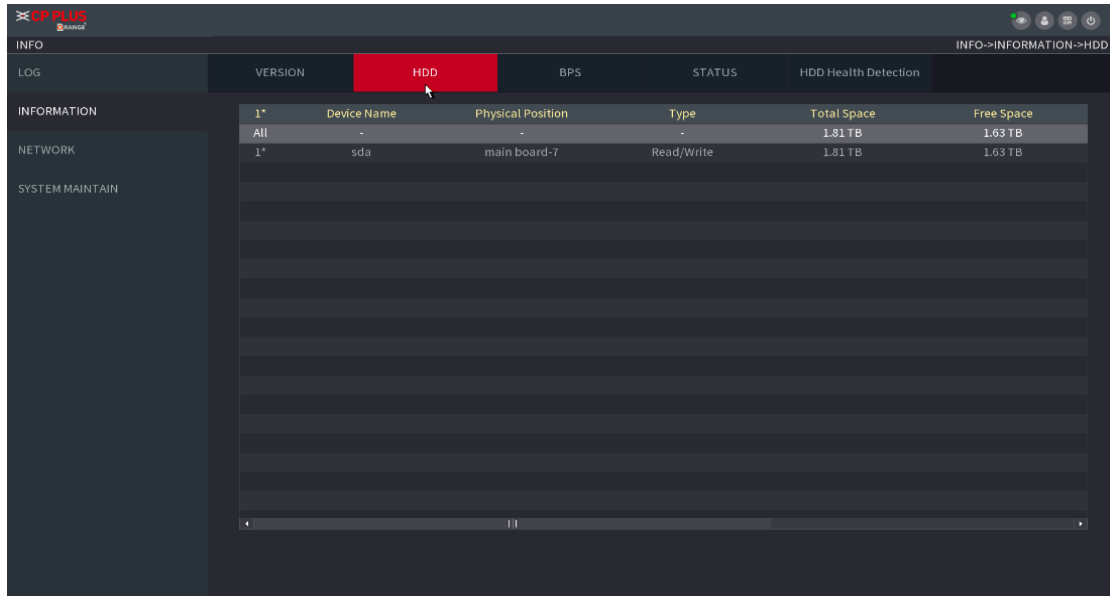 CP PLUS
ORANGE
INFO INFO->INFORMATION->HDD
LOG
INFORMATION
NETWORK
SYSTEM MAINTAIN
VERSION HDD BPS STATUS HDD Health Detection
1* Device Name Physical Position Type Total Space Free Space
All - - - 1.81 TB 1.63 TB
1* sda main board-7 Read/Write 1.81 TB 1.63 TB